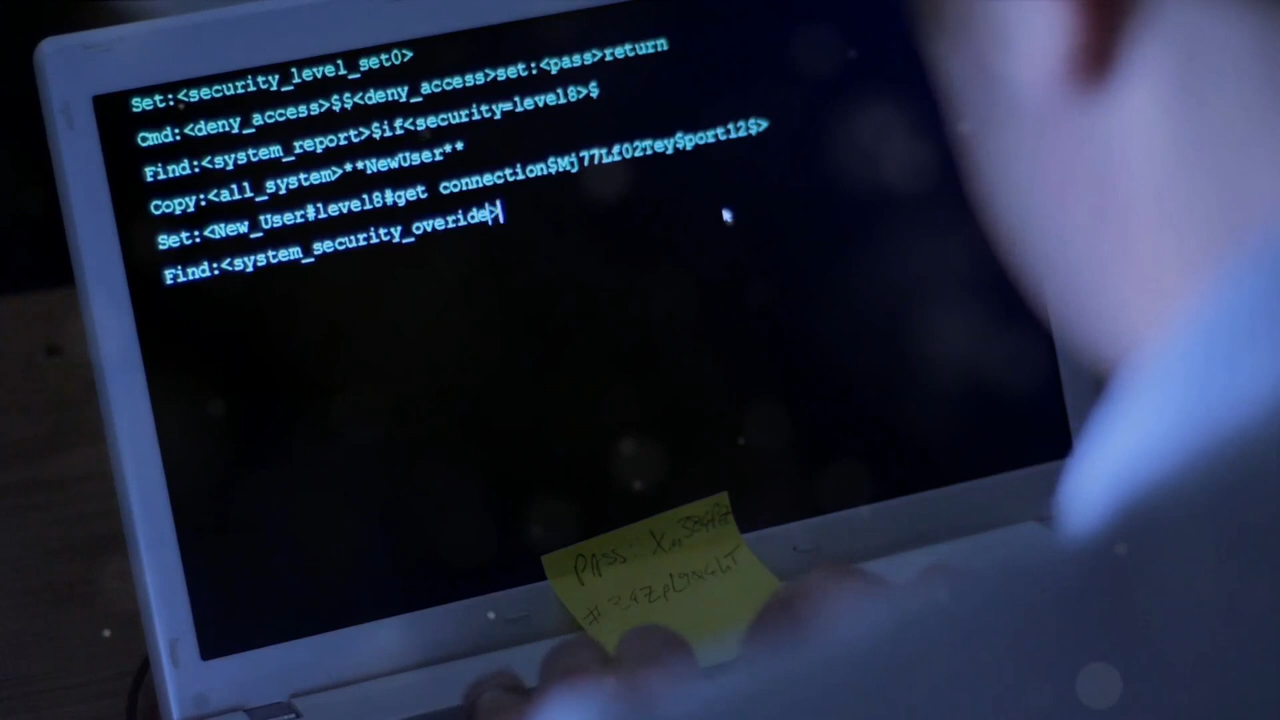 Set:<security_level_set0>
Cmd:<deny_access>$$<deny_access>set:<pass>return
Find:<system_report>$if<security=level8>$
Copy:<all_system>**NewUser**
Set:<New_User#level8#get connection$Mj77Lf02Tey$port12$>
Find:<system_security_overide>
PASS: